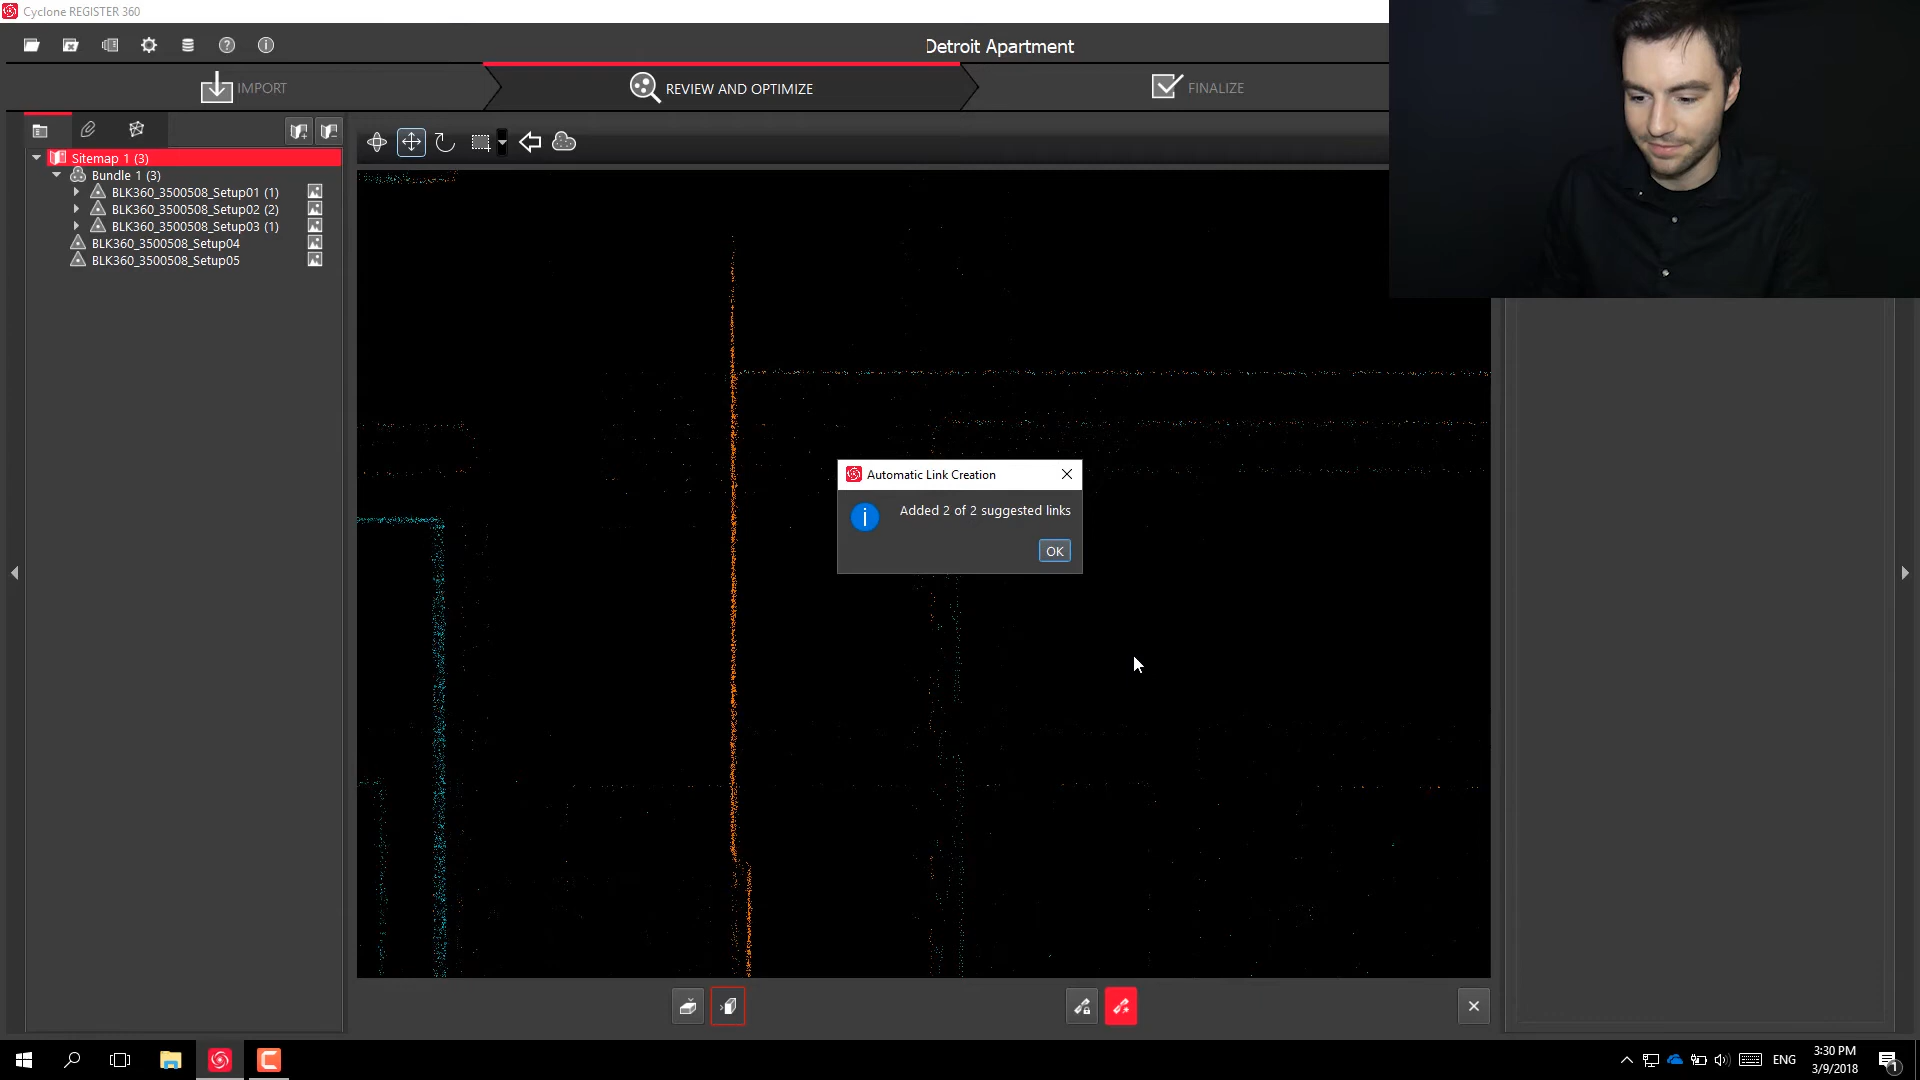 Cyclone REGISTER 360
Detroit Apartment
IMPORT
REVIEW AND OPTIMIZE
FINALIZE
Sitemap 1 (3)
Bundle 1 (3)
BLK360_3500508_Setup01 (1)
BLK360_3500508_Setup02 (2)
BLK360_3500508_Setup03 (1)
BLK360_3500508_Setup04
BLK360_3500508_Setup05
Automatic Link Creation
Added 2 of 2 suggested links
OK
ENG
3:30 PM
3/9/2018
1